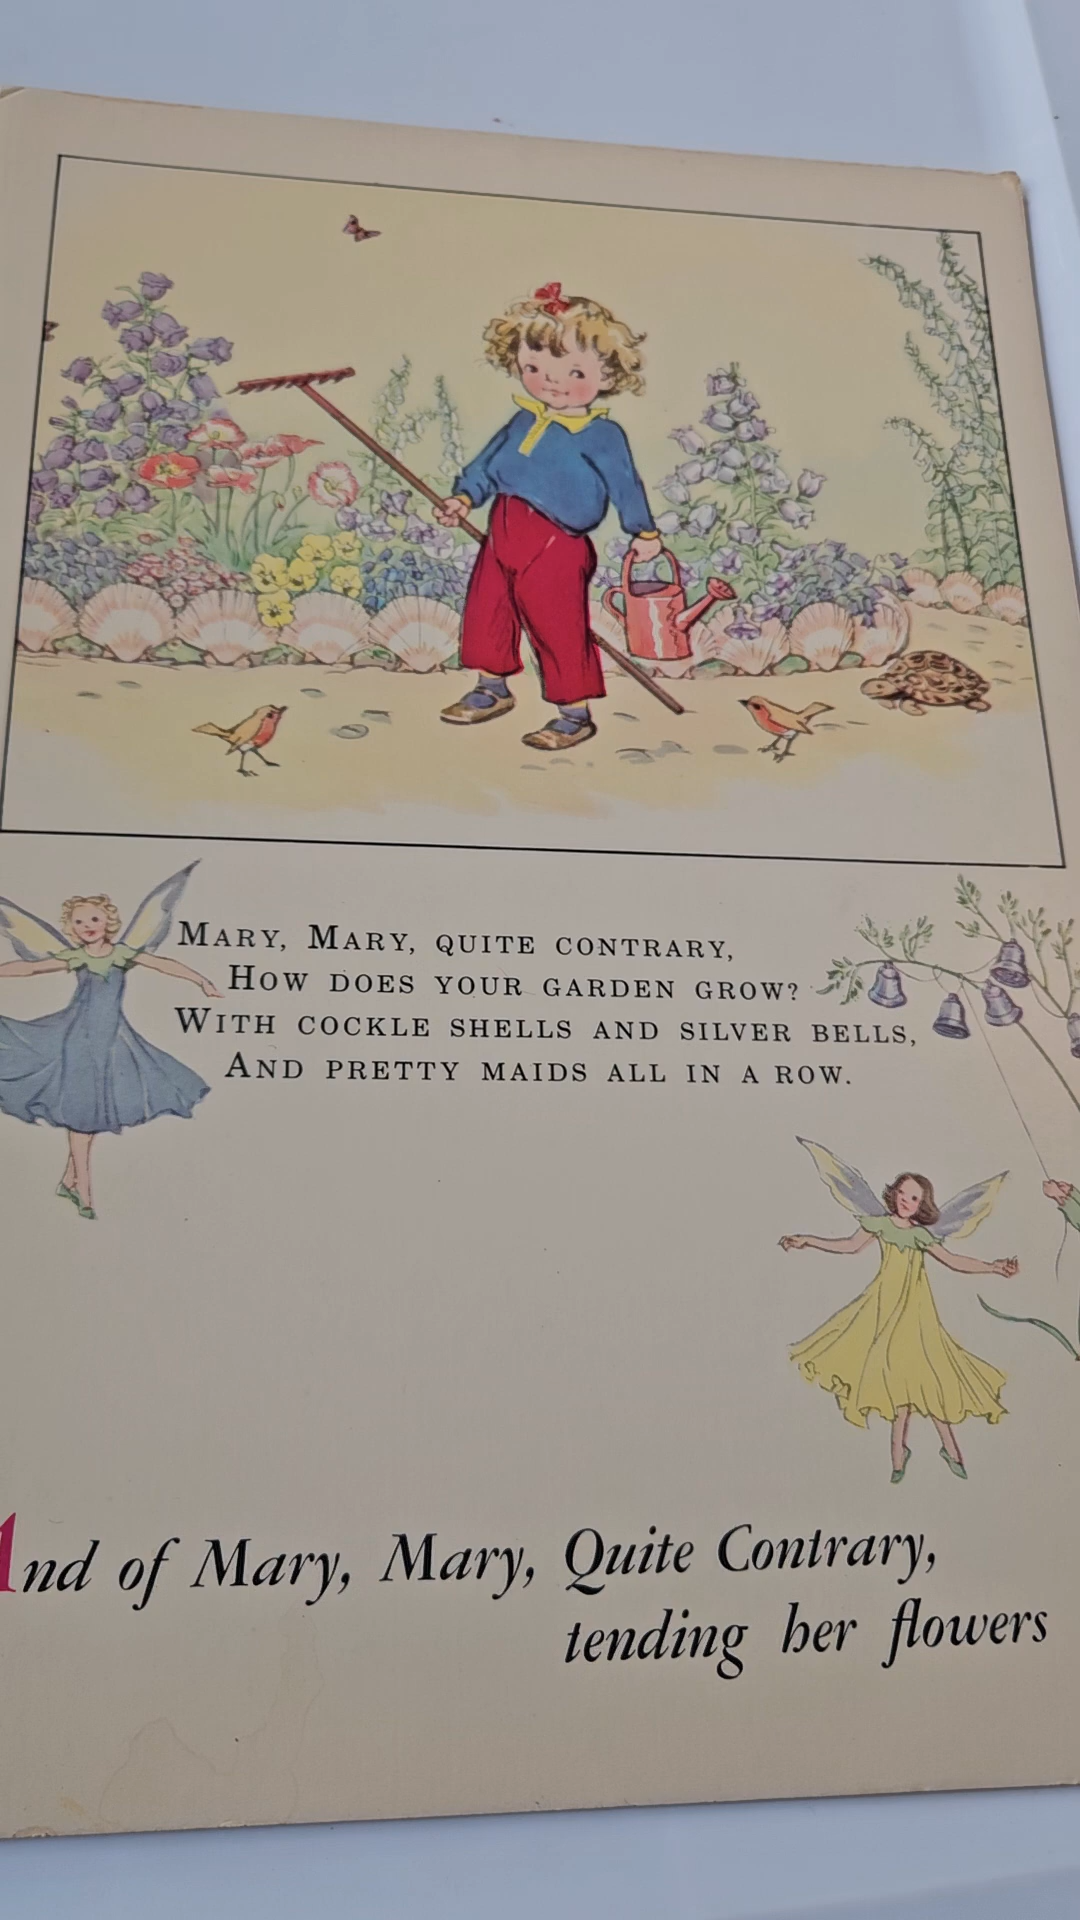 MARY, MARY, QUITE CONTRARY,
HOW DOES YOUR GARDEN GROW?
WITH COCKLE SHELLS AND SILVER BELLS,
AND PRETTY MAIDS ALL IN A ROW.
And of Mary, Mary, Quite Contrary,
tending her flowers